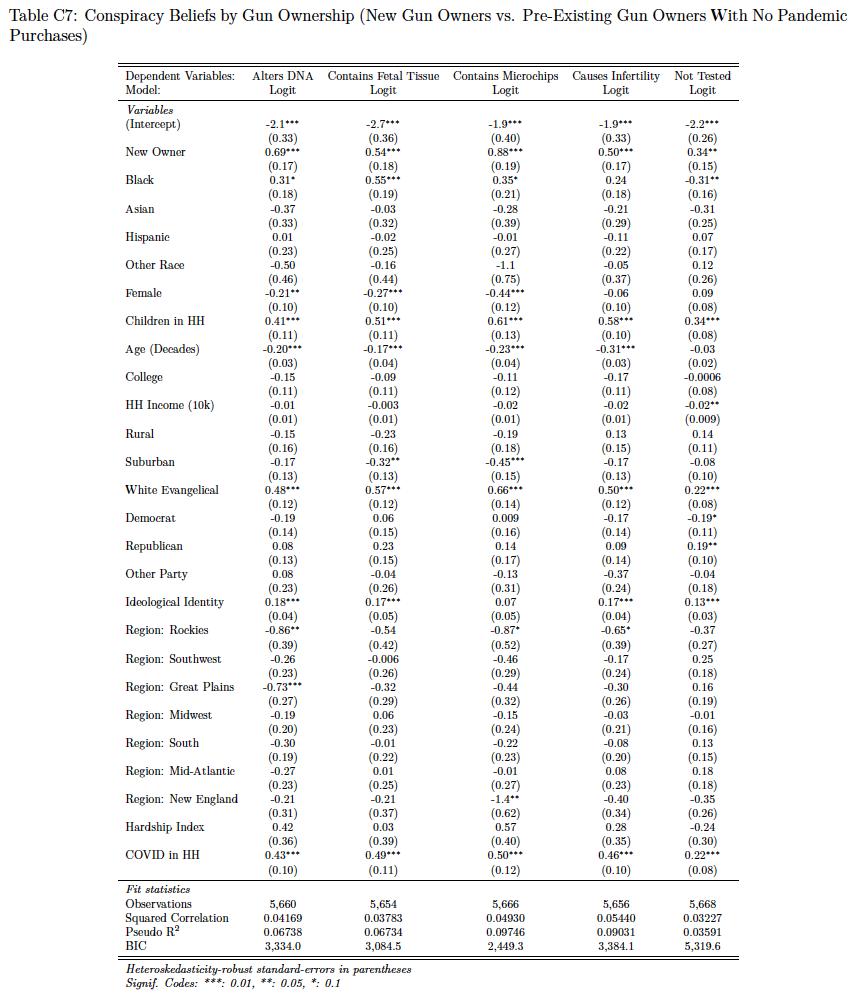 Table C7: Conspiracy Beliefs by Gun Ownership (New Gun Owners vs. Pre-Existing Gun Owners With No Pandemic
Purchases)
Dependent Variables: Alters DNA Contains Fetal Tissue Contains Microchips Causes Infertility Not Tested
Model: Logit Logit Logit Logit Logit
Variables
(Intercept) -2.1*** -2.7*** -1.9*** -1.9*** -2.2***
(0.33) (0.36) (0.40) (0.33) (0.26)
New Owner 0.69*** 0.54*** 0.88*** 0.50*** 0.34**
(0.17) (0.18) (0.19) (0.17) (0.15)
Black 0.31* 0.55*** 0.35* 0.24 -0.31**
(0.18) (0.19) (0.21) (0.18) (0.16)
Asian -0.37 -0.03 -0.28 -0.21 -0.31
(0.33) (0.32) (0.39) (0.29) (0.25)
Hispanic 0.01 -0.02 -0.01 -0.11 0.07
(0.23) (0.25) (0.27) (0.22) (0.17)
Other Race -0.50 -0.16 -1.1 -0.05 0.12
(0.46) (0.44) (0.75) (0.37) (0.26)
Female -0.21** -0.27*** -0.44*** -0.06 0.09
(0.10) (0.10) (0.12) (0.10) (0.08)
Children in HH 0.41*** 0.51*** 0.61*** 0.58*** 0.34***
(0.11) (0.11) (0.13) (0.10) (0.08)
Age (Decades) -0.20*** -0.17*** -0.23*** -0.31*** -0.03
(0.03) (0.04) (0.04) (0.03) (0.02)
College -0.15 -0.09 -0.11 -0.17 -0.0006
(0.11) (0.11) (0.12) (0.11) (0.08)
HH Income (10k) -0.01 -0.003 -0.02 -0.02 -0.02**
(0.01) (0.01) (0.01) (0.01) (0.009)
Rural -0.15 -0.23 -0.19 0.13 0.14
(0.16) (0.16) (0.18) (0.15) (0.11)
Suburban -0.17 -0.32** -0.45*** -0.17 -0.08
(0.13) (0.13) (0.15) (0.13) (0.10)
White Evangelical 0.48*** 0.57*** 0.66*** 0.50*** 0.22***
(0.12) (0.12) (0.14) (0.12) (0.08)
Democrat -0.19 0.06 0.009 -0.17 -0.19*
(0.14) (0.15) (0.16) (0.14) (0.11)
Republican 0.08 0.23 0.14 0.09 0.19**
(0.13) (0.15) (0.17) (0.14) (0.10)
Other Party 0.08 -0.04 -0.13 -0.37 -0.04
(0.23) (0.26) (0.31) (0.24) (0.18)
Ideological Identity 0.18*** 0.17*** 0.07 0.17*** 0.13***
(0.04) (0.05) (0.05) (0.04) (0.03)
Region: Rockies -0.86** -0.54 -0.87* -0.65* -0.37
(0.39) (0.42) (0.52) (0.39) (0.27)
Region: Southwest -0.26 -0.006 -0.46 -0.17 0.25
(0.23) (0.26) (0.29) (0.24) (0.18)
Region: Great Plains -0.73*** -0.32 -0.44 -0.30 0.16
(0.27) (0.29) (0.32) (0.26) (0.19)
Region: Midwest -0.19 0.06 -0.15 -0.03 -0.01
(0.20) (0.23) (0.24) (0.21) (0.16)
Region: South -0.30 -0.01 -0.22 -0.08 0.13
(0.19) (0.22) (0.23) (0.20) (0.15)
Region: Mid-Atlantic -0.27 0.01 -0.01 0.08 0.18
(0.23) (0.25) (0.27) (0.23) (0.18)
Region: New England -0.21 -0.21 -1.4** -0.40 -0.35
(0.31) (0.37) (0.62) (0.34) (0.26)
Hardship Index 0.42 0.03 0.57 0.28 -0.24
(0.36) (0.39) (0.40) (0.35) (0.30)
COVID in HH 0.43*** 0.49*** 0.50*** 0.46*** 0.22***
(0.10) (0.11) (0.12) (0.10) (0.08)
Fit statistics
Observations 5,660 5,654 5,666 5,656 5,668
Squared Correlation 0.04169 0.03783 0.04930 0.05440 0.03227
Pseudo R² 0.06738 0.06734 0.09746 0.09031 0.03591
BIC 3,334.0 3,084.5 2,449.3 3,384.1 5,319.6
Heteroskedasticity-robust standard-errors in parentheses
Signif. Codes: ***: 0.01, **: 0.05, *: 0.1